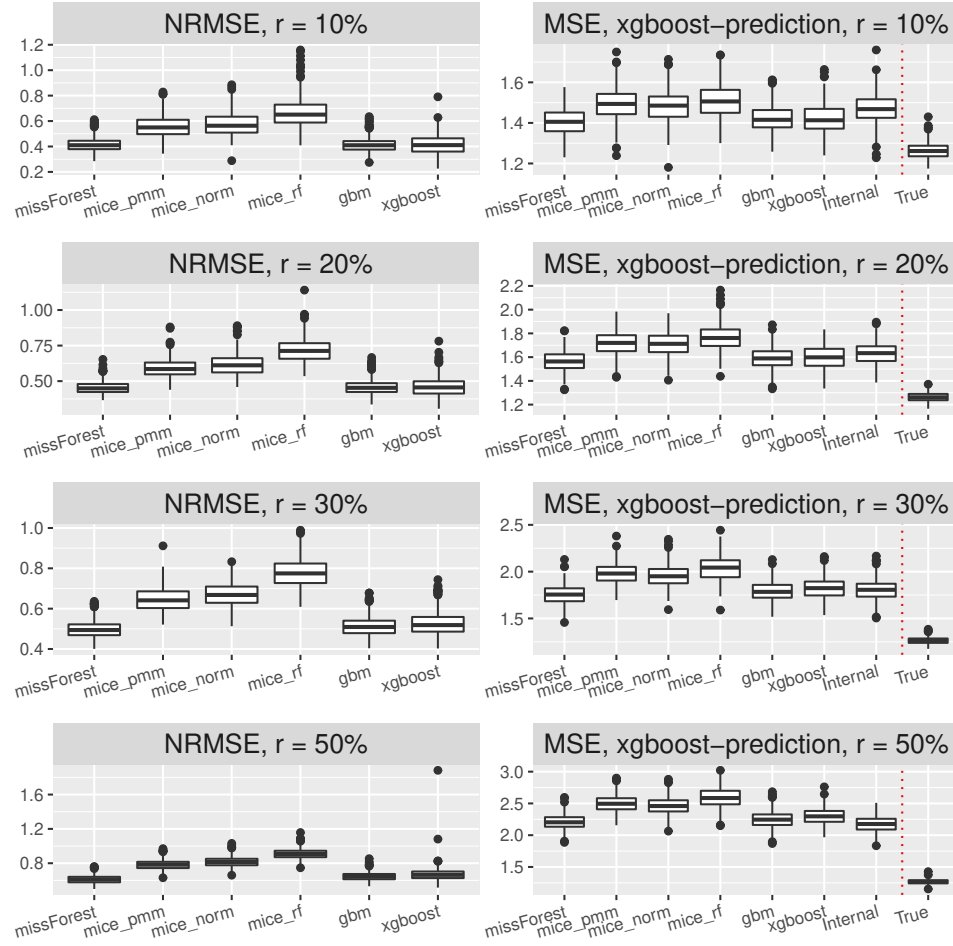 NRMSE, r = 10%
1.2
1.0
0.8
0.6
0.4
0.2
missForest
mice_pmm
mice_norm
mice_rf
gbm
xgboost
MSE, xgboost−prediction, r = 10%
1.6
1.4
1.2
missForest
mice_pmm
mice_norm
mice_rf
gbm
xgboost
Internal
True
NRMSE, r = 20%
1.00
0.75
0.50
missForest
mice_pmm
mice_norm
mice_rf
gbm
xgboost
MSE, xgboost−prediction, r = 20%
2.2
2.0
1.8
1.6
1.4
1.2
missForest
mice_pmm
mice_norm
mice_rf
gbm
xgboost
Internal
True
NRMSE, r = 30%
1.0
0.8
0.6
0.4
missForest
mice_pmm
mice_norm
mice_rf
gbm
xgboost
MSE, xgboost−prediction, r = 30%
2.5
2.0
1.5
missForest
mice_pmm
mice_norm
mice_rf
gbm
xgboost
Internal
True
NRMSE, r = 50%
1.6
1.2
0.8
missForest
mice_pmm
mice_norm
mice_rf
gbm
xgboost
MSE, xgboost−prediction, r = 50%
3.0
2.5
2.0
1.5
missForest
mice_pmm
mice_norm
mice_rf
gbm
xgboost
Internal
True